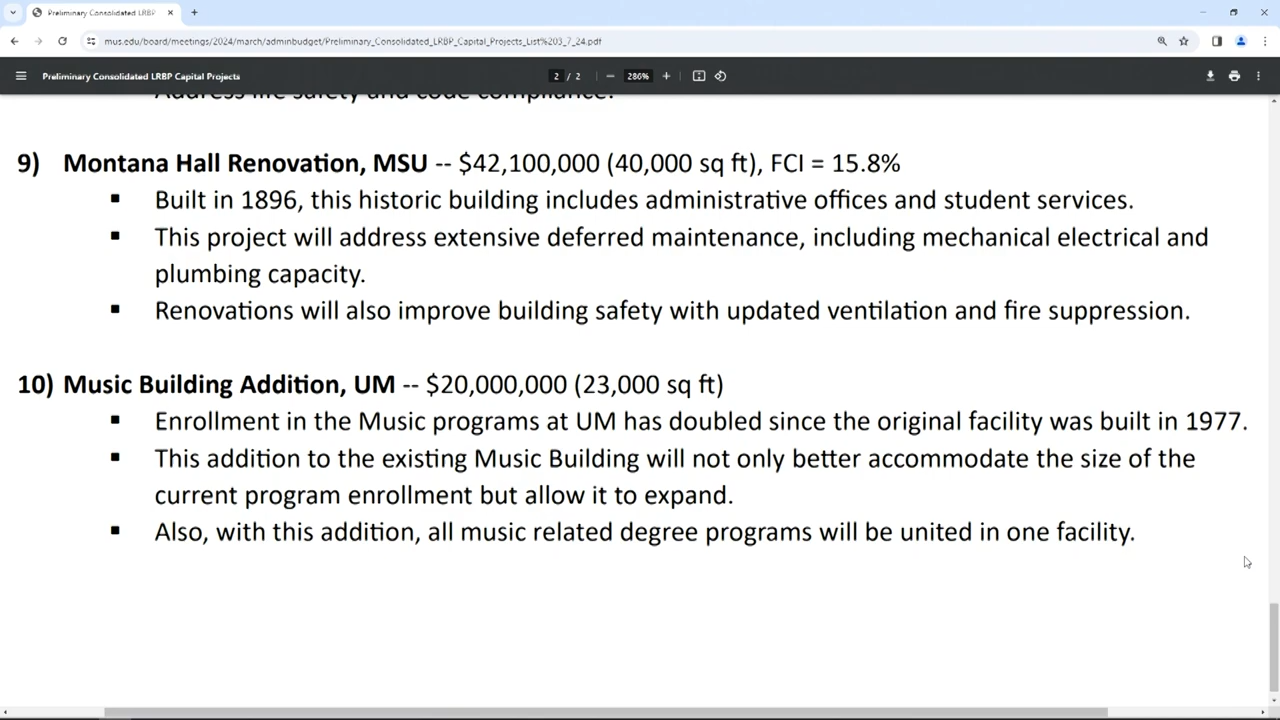 Preliminary Consolidated LRBP
mus.edu/board/meetings/2024/march/adminbudget/Preliminary_Consolidated_LRBP_Capital_Projects_List%203_7_24.pdf
Preliminary Consolidated LRBP Capital Projects 2 / 2 — 286% +
Address life safety and code compliance.
9) Montana Hall Renovation, MSU -- $42,100,000 (40,000 sq ft), FCI = 15.8%
▪ Built in 1896, this historic building includes administrative offices and student services.
▪ This project will address extensive deferred maintenance, including mechanical electrical and
plumbing capacity.
▪ Renovations will also improve building safety with updated ventilation and fire suppression.
10) Music Building Addition, UM -- $20,000,000 (23,000 sq ft)
▪ Enrollment in the Music programs at UM has doubled since the original facility was built in 1977.
▪ This addition to the existing Music Building will not only better accommodate the size of the
current program enrollment but allow it to expand.
▪ Also, with this addition, all music related degree programs will be united in one facility.